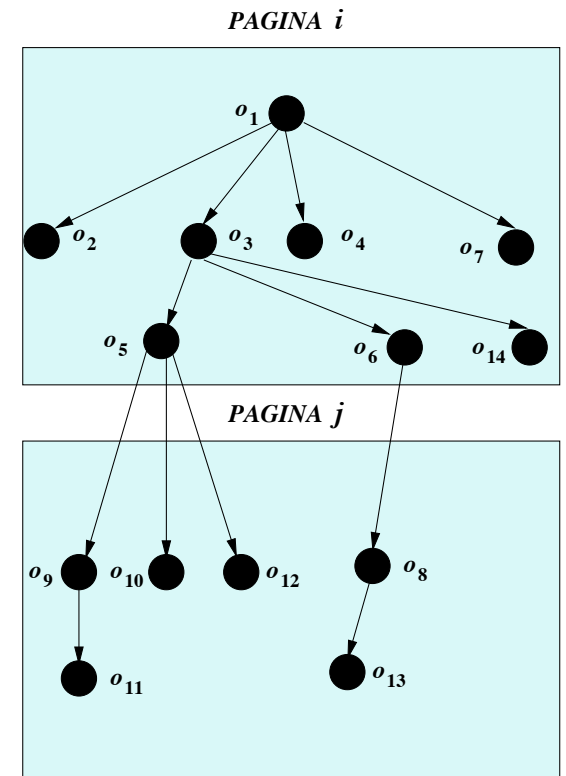 PAGINA i
o1
o2 o3 o4 o7
o5 o6 o14
PAGINA j
o9 o10 o12 o8
o11 o13